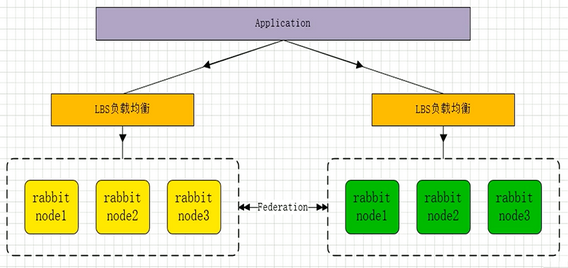 Application
LBS负载均衡
LBS负载均衡
rabbit
node1
rabbit
node2
rabbit
node3
Federation
rabbit
node1
rabbit
node2
rabbit
node3